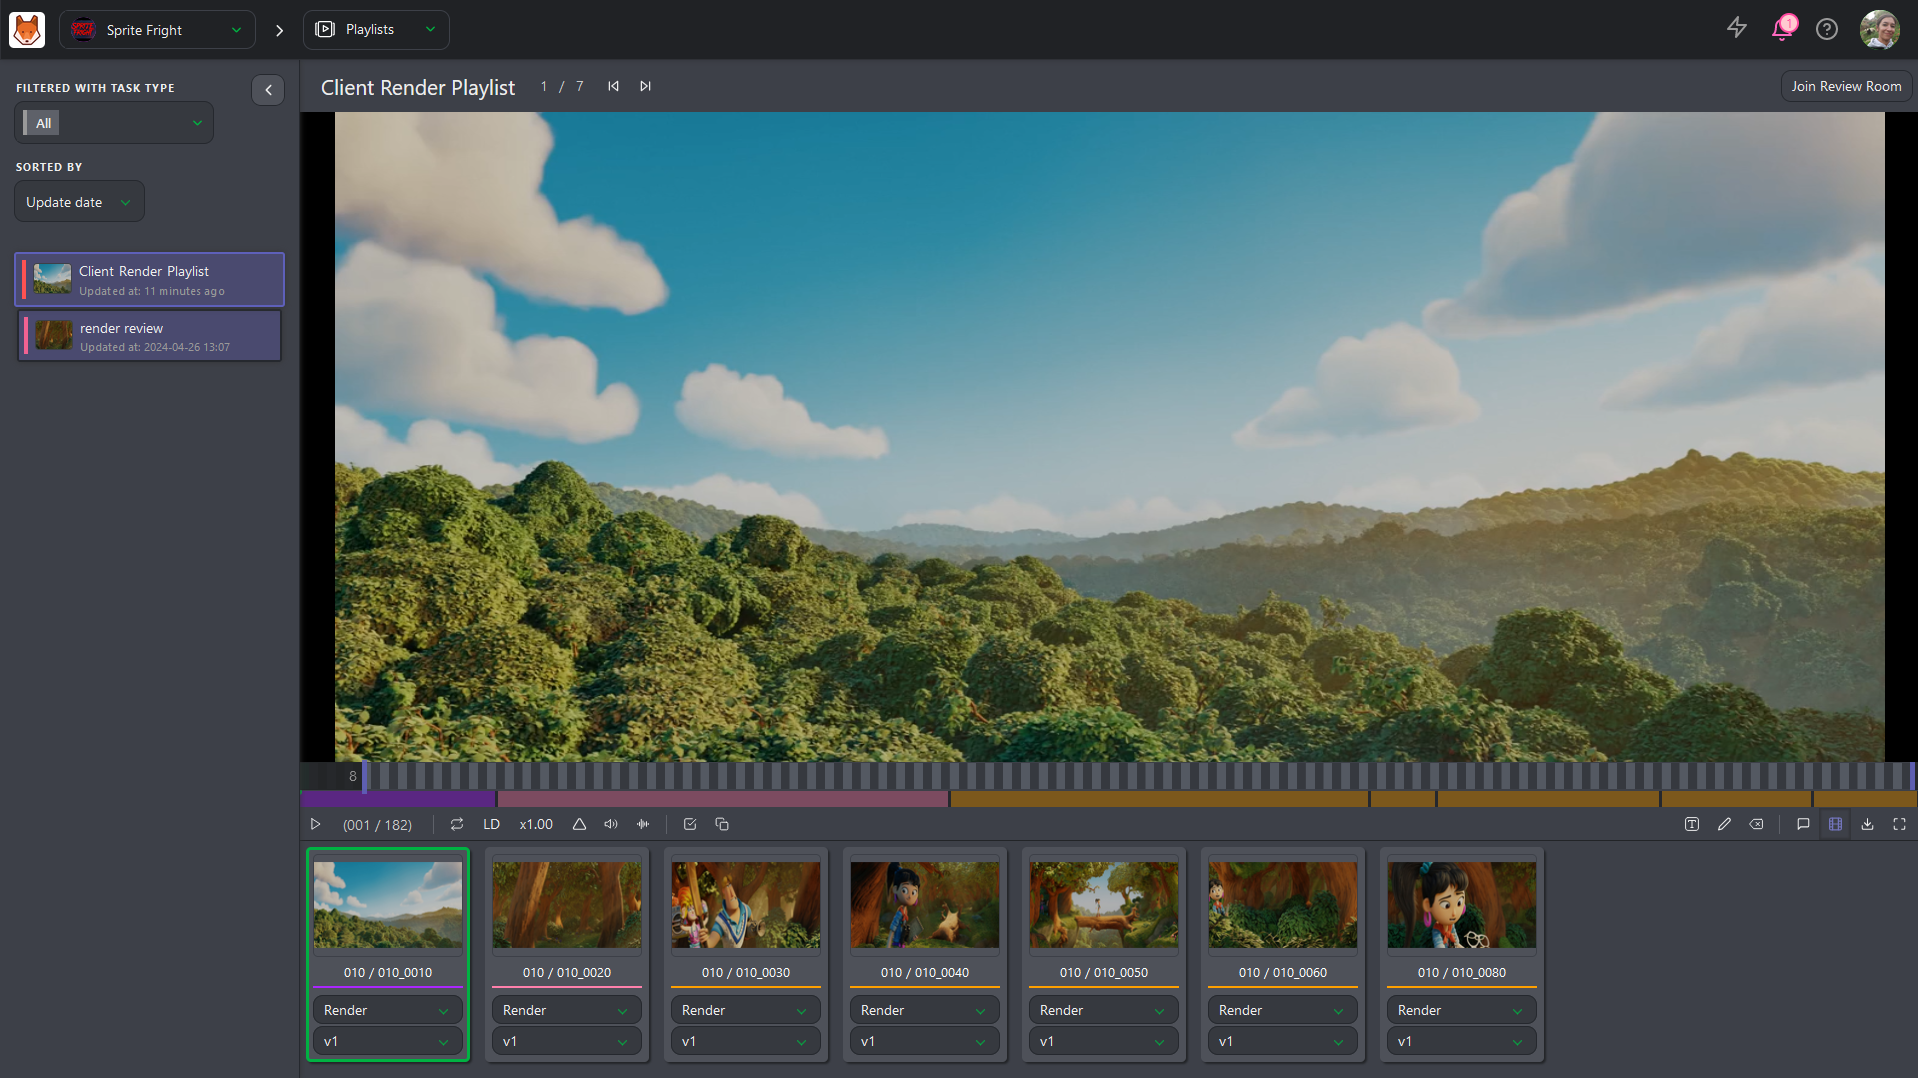 Sprite Fright
Playlists
1
FILTERED WITH TASK TYPE
All
SORTED BY
Update date
Client Render Playlist
Updated at: 11 minutes ago
render review
Updated at: 2024-04-26 13:07
Client Render Playlist
1 / 7
Join Review Room
8
(001 / 182)
LD
x1.00
010 / 010_0010
Render
v1
010 / 010_0020
Render
v1
010 / 010_0030
Render
v1
010 / 010_0040
Render
v1
010 / 010_0050
Render
v1
010 / 010_0060
Render
v1
010 / 010_0080
Render
v1